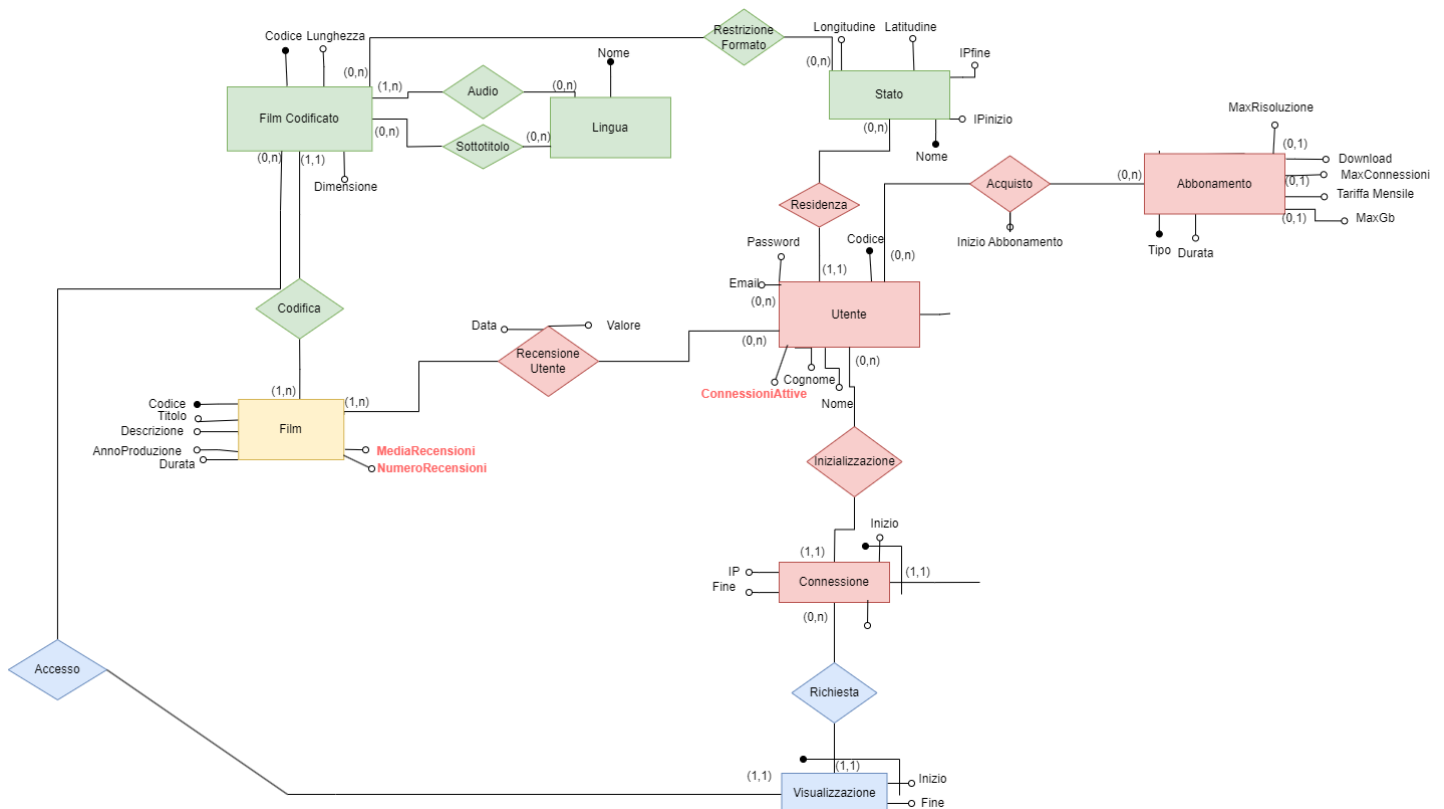 Restrizione
Formato
Longitudine
Latitudine
Codice
Lunghezza
Nome
IPfine
(0,n)
(0,n)
(1,n)
Audio
(0,n)
Film Codificato
Stato
Lingua
MaxRisoluzione
IPinizio
(0,n)
(0,n)
(0,n)
Sottotitolo
(0,n)
(0,1)
Download
Nome
(0,n)
(1,1)
MaxConnessioni
Dimensione
Acquisto
(0,n)
Abbonamento
(0,1)
Tariffa Mensile
Residenza
(0,1)
MaxGb
Password
Codice
Inizio Abbonamento
Tipo
Durata
(0,n)
(1,1)
Email
(0,n)
Codifica
Utente
Data
Valore
(0,n)
Recensione
Utente
(0,n)
Cognome
ConnessioniAttive
Nome
(1,n)
(1,n)
Codice
Titolo
Descrizione
Film
AnnoProduzione
Durata
MediaRecensioni
NumeroRecensioni
Inizializzazione
Inizio
(1,1)
(1,1)
IP
Fine
Connessione
(0,n)
Accesso
Richiesta
(1,1)
(1,1)
Inizio
Visualizzazione
Fine